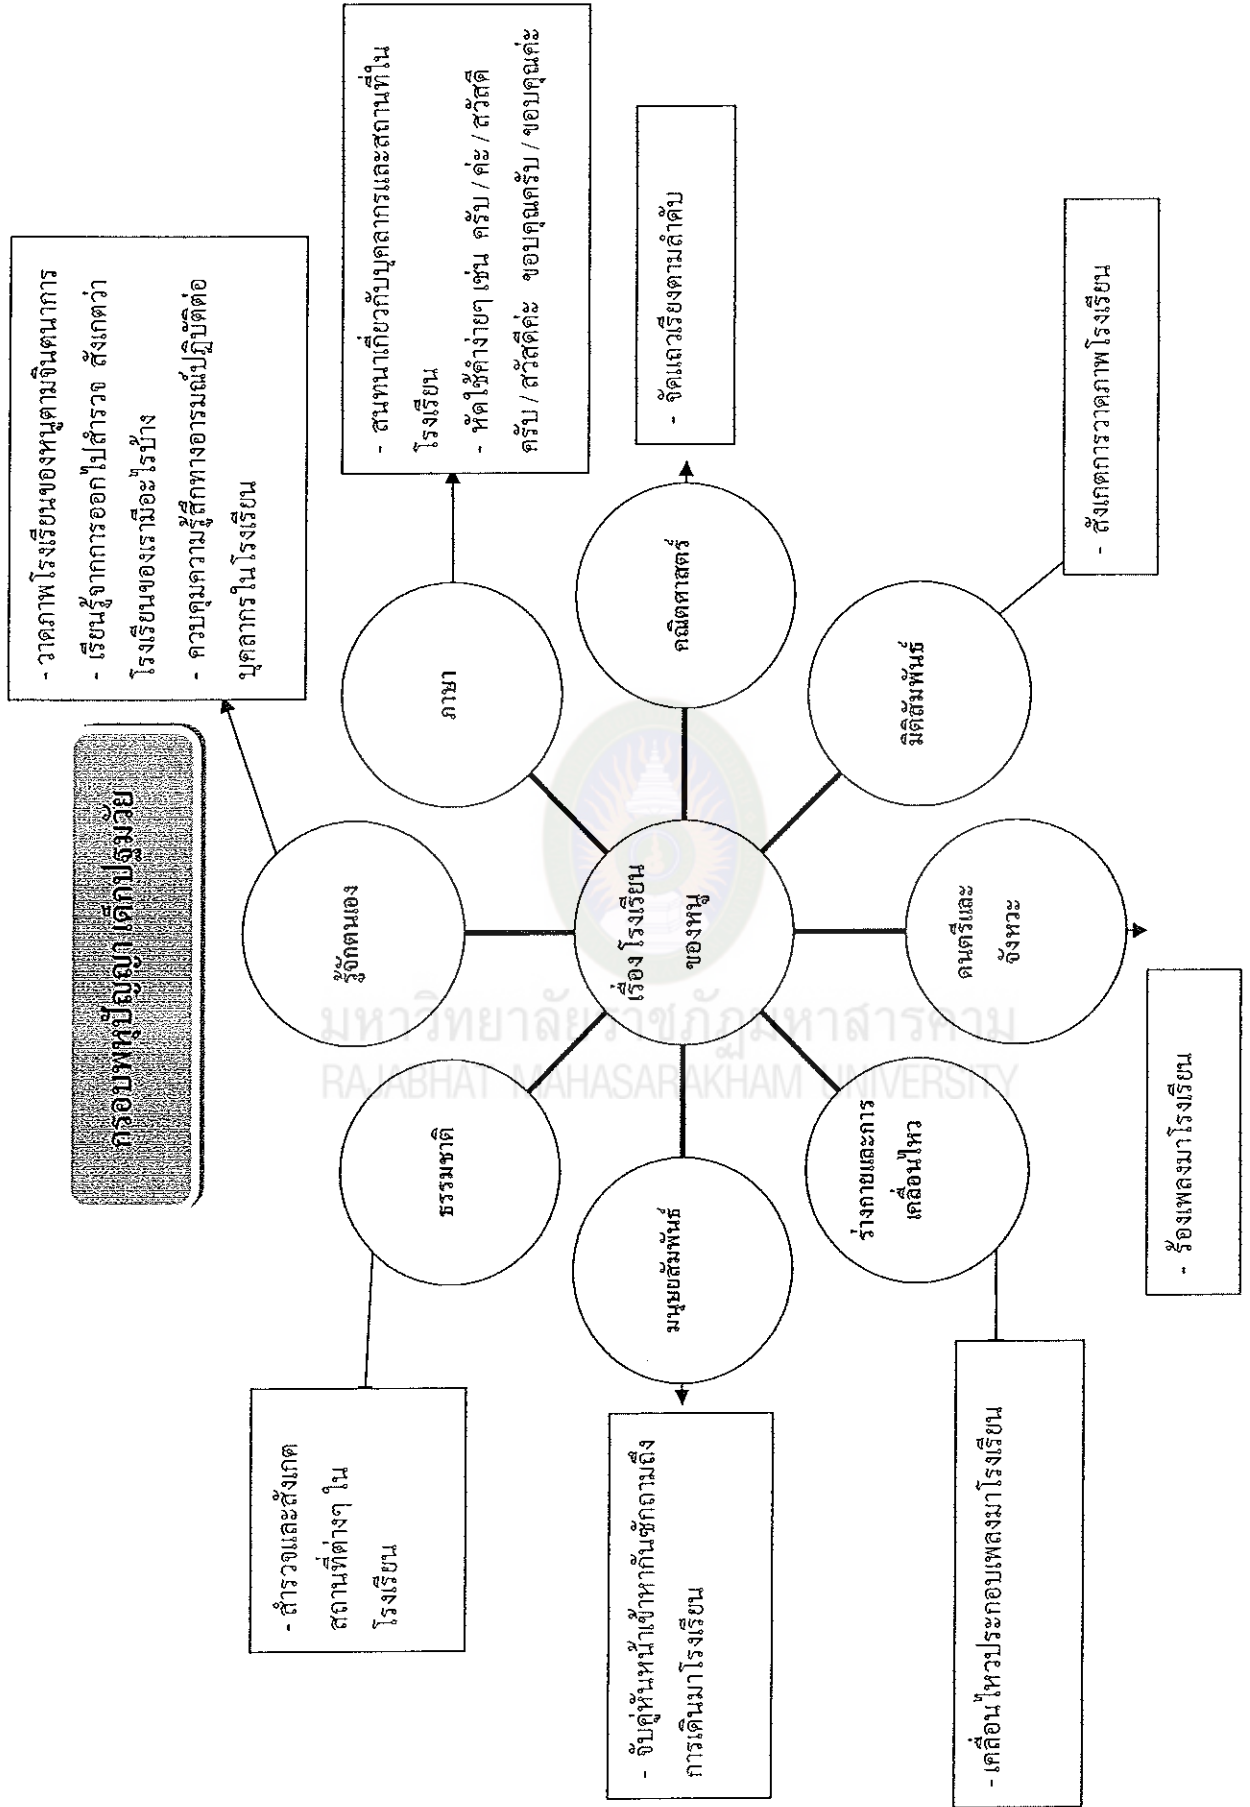 กรอบพหุปัญญา เด็กปฐมวัย
- วาดภาพโรงเรียนของหนูตามจินตนาการ
- เรียนรู้จากการออกไปสำรวจ สังเกตว่า
โรงเรียนของเรามีอะไรบ้าง
- ควบคุมความรู้สึกทางอารมณ์ปฏิบัติต่อ
บุคลากรในโรงเรียน
รู้จักตนเอง
- สนทนาเกี่ยวกับบุคลากรและสถานที่ใน
โรงเรียน
- หัดใช้คำง่ายๆ เช่น ครับ / ค่ะ / สวัสดี
ครับ / สวัสดีค่ะ ขอบคุณครับ / ขอบคุณค่ะ
ภาษา
- จัดแถวเรียงตามลำดับ
คณิตศาสตร์
- สังเกตการวาดภาพโรงเรียน
มิติสัมพันธ์
ดนตรีและ
จังหวะ
- ร้องเพลงมาโรงเรียน
ร่างกายและการ
เคลื่อนไหว
- เคลื่อนไหวประกอบเพลงมาโรงเรียน
มนุษยสัมพันธ์
- จับคู่หันหน้าเข้าหากันซักถามถึง
การเดินมาโรงเรียน
ธรรมชาติ
- สำรวจและสังเกต
สถานที่ต่างๆ ใน
โรงเรียน
เรื่อง โรงเรียน
ของหนู
มหาวิทยาลัยราชภัฏมหาสารคาม
RAJABHAT MAHASARAKHAM UNIVERSITY